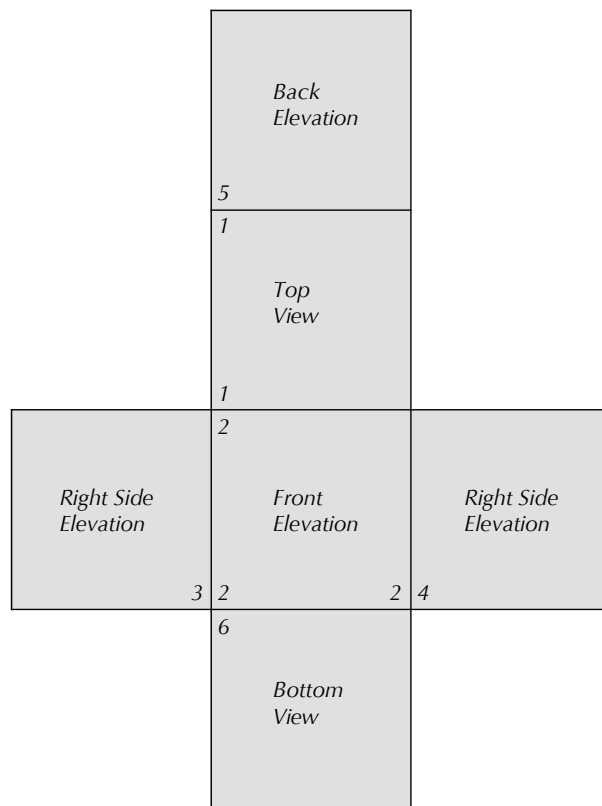 Back
Elevation
5
1
Top
View
1
2
Right Side
Elevation
Front
Elevation
Right Side
Elevation
3
2
2
4
6
Bottom
View